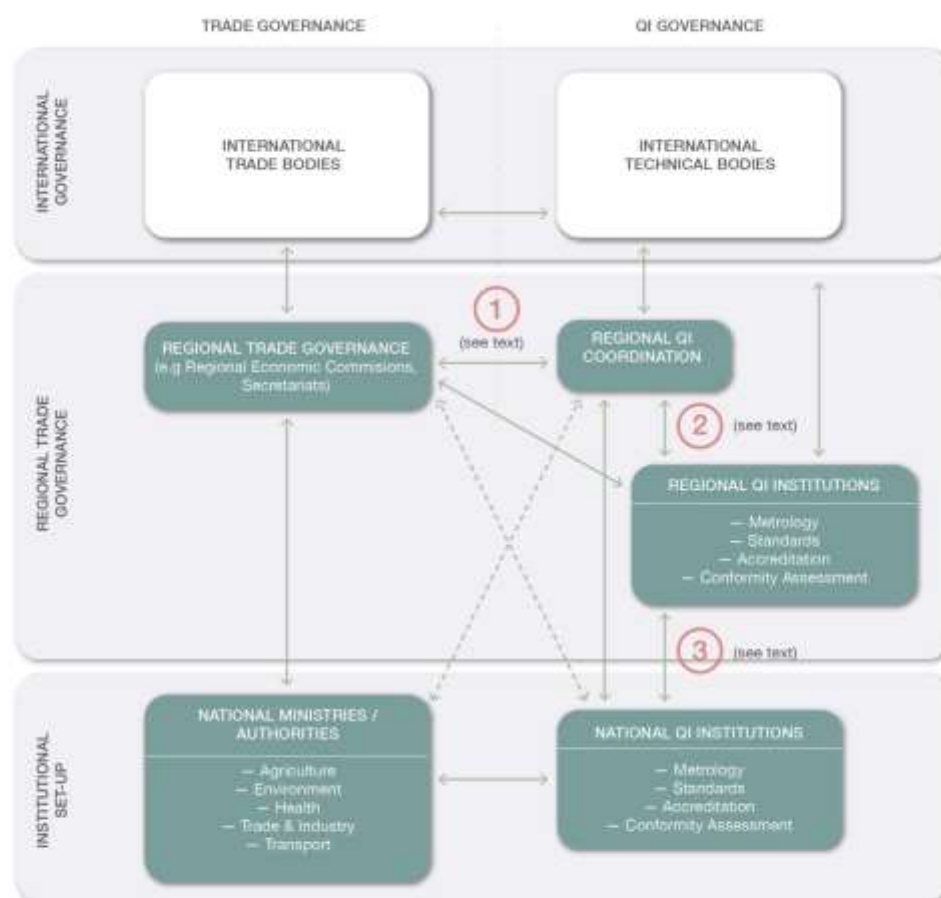 TRADE GOVERNANCE
QI GOVERNANCE
INTERNATIONAL
GOVERNANCE
INTERNATIONAL
TRADE BODIES
INTERNATIONAL
TECHNICAL BODIES
REGIONAL TRADE
GOVERNANCE
REGIONAL TRADE GOVERNANCE
(e.g Regional Economic Commisions,
Secretariats)
1
(see text)
REGIONAL QI
COORDINATION
2
(see text)
REGIONAL QI INSTITUTIONS
— Metrology
— Standards
— Accreditation
— Conformity Assessment
3
(see text)
INSTITUTIONAL
SET-UP
NATIONAL MINISTRIES /
AUTHORITIES
— Agriculture
— Environment
— Health
— Trade & Industry
— Transport
NATIONAL QI INSTITUTIONS
— Metrology
— Standards
— Accreditation
— Conformity Assessment